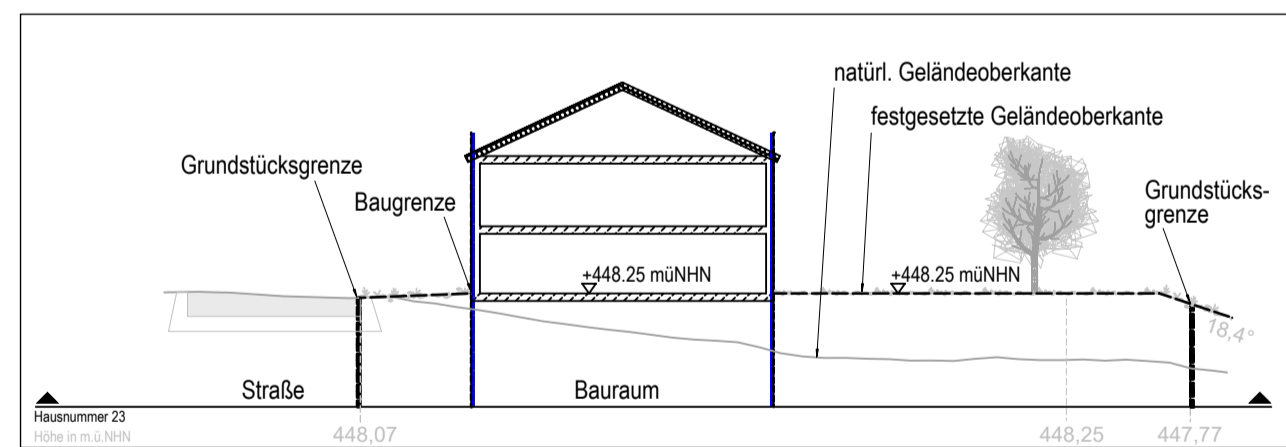 natürl. Geländeoberkante
festgesetzte Geländeoberkante
Grundstücksgrenze
Baugrenze
Grundstücks-
grenze
+448.25 müNHN
+448.25 müNHN
18,4°
Straße
Bauraum
Hausnummer 23
Höhe in m.ü.NHN
448,07
448,25
447,77